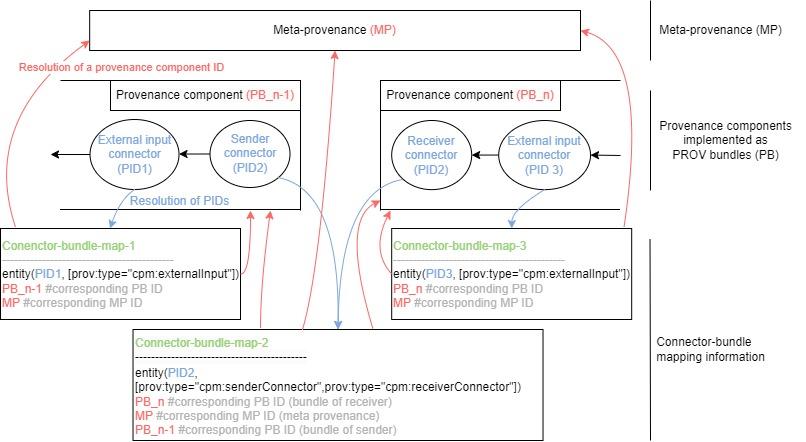 Meta-provenance (MP)
Meta-provenance (MP)
Resolution of a provenance component ID
Provenance component (PB_n-1)
Provenance component (PB_n)
External input
connector
(PID1)
Sender
connector
(PID2)
Receiver
connector
(PID2)
External input
connector
(PID 3)
Provenance components
implemented as
PROV bundles (PB)
Resolution of PIDs
Conenctor-bundle-map-1
entity(PID1, [prov:type="cpm:externalInput"])
PB_n-1 #corresponding PB ID
MP #corresponding MP ID
Connector-bundle-map-3
entity(PID3, [prov:type="cpm:externalInput"])
PB_n #corresponding PB ID
MP #corresponding MP ID
Connector-bundle-map-2
entity(PID2,
[prov:type="cpm:senderConnector",prov:type="cpm:receiverConnector"])
PB_n #corresponding PB ID (bundle of receiver)
MP #corresponding MP ID (meta provenance)
PB_n-1 #corresponding PB ID (bundle of sender)
Connector-bundle
mapping information